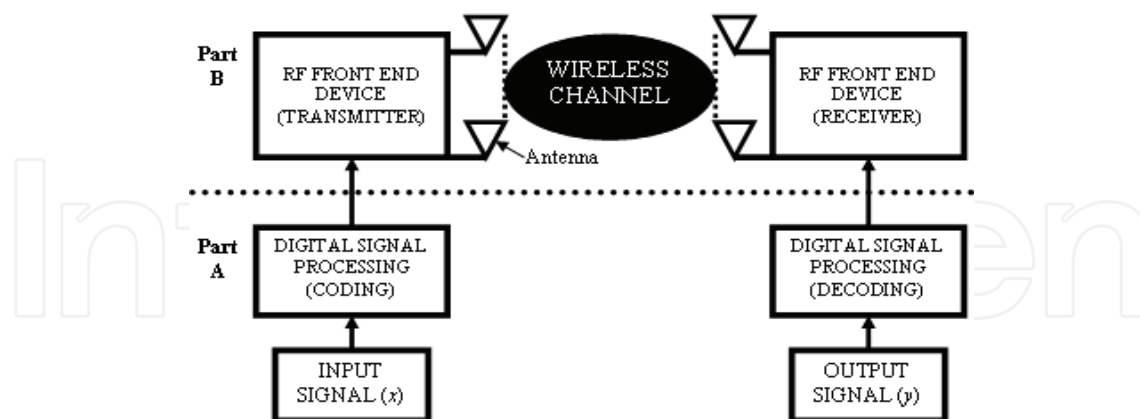 Part
B
RF FRONT END
DEVICE
(TRANSMITTER)
WIRELESS
CHANNEL
RF FRONT END
DEVICE
(RECEIVER)
Antenna
Part
A
DIGITAL SIGNAL
PROCESSING
(CODING)
DIGITAL SIGNAL
PROCESSING
(DECODING)
INPUT
SIGNAL (x)
OUTPUT
SIGNAL (y)
Inten